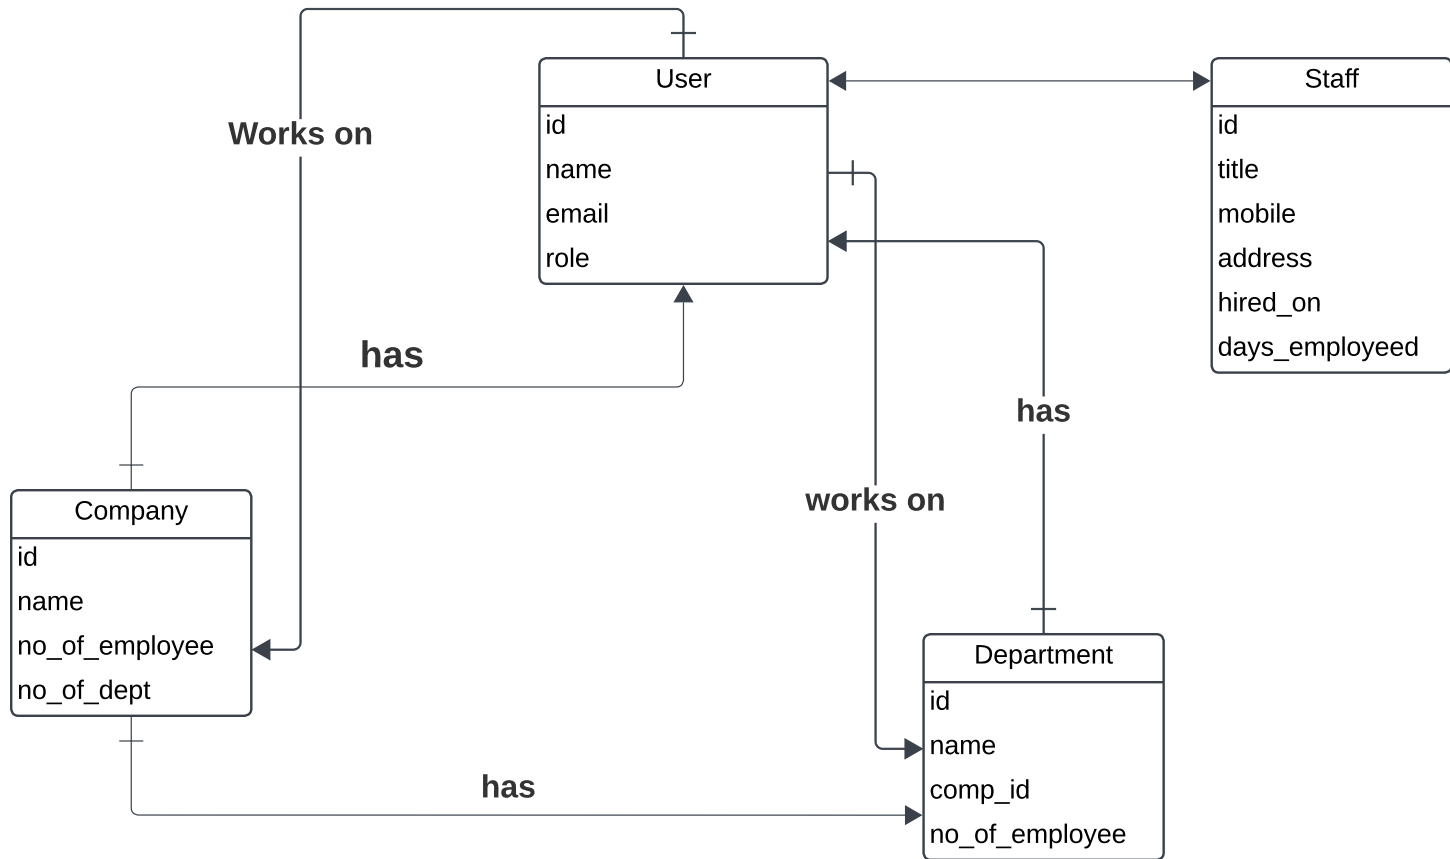 User
id
name
email
role
Staff
id
title
mobile
address
hired_on
days_employeed
Works on
has
has
works on
Company
id
name
no_of_employee
no_of_dept
Department
id
name
comp_id
no_of_employee
has